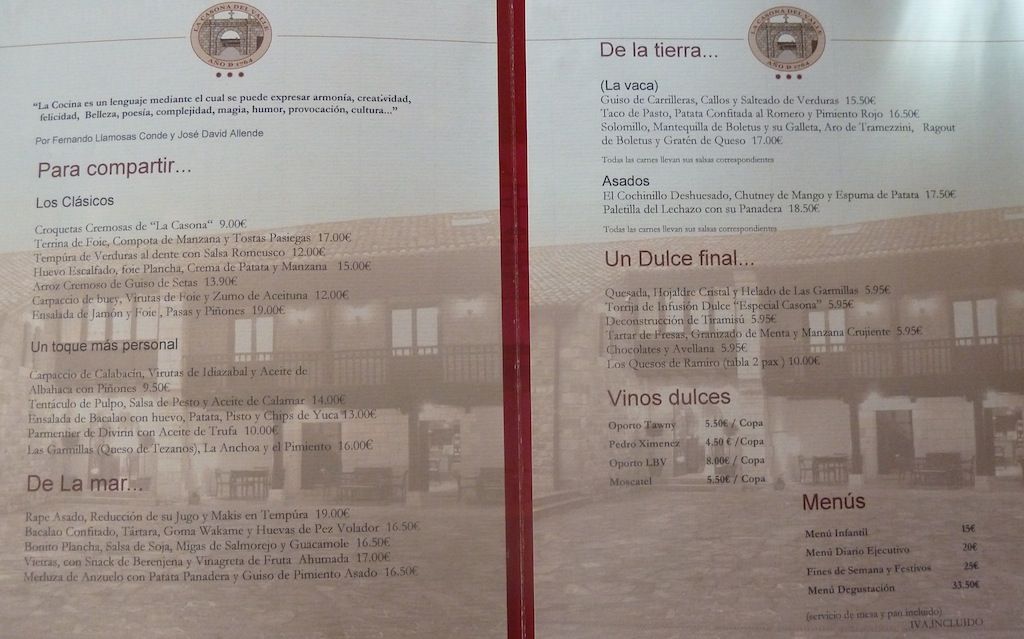 LA CASONA DEL VALLE
AÑO D 1764
“La Cocina es un lenguaje mediante el cual se puede expresar armonía, creatividad,
felicidad, Belleza, poesía, complejidad, magia, humor, provocación, cultura...”
Por Fernando Llamosas Conde y José David Allende
Para compartir...
Los Clásicos
Croquetas Cremosas de “La Casona“ 9.00€
Terrina de Foie, Compota de Manzana y Tostas Pasiegas 17.00€
Tempúra de Verduras al dente con Salsa Romeusco 12.00€
Huevo Escalfado, foie Plancha, Crema de Patata y Manzana 15.00€
Arroz Cremoso de Guiso de Setas 13.90€
Carpaccio de buey, Virutas de Foie y Zumo de Aceituna 12.00€
Ensalada de Jamón y Foie , Pasas y Piñones 19.00€
Un toque más personal
Carpaccio de Calabacín, Virutas de Idiazabal y Aceite de
Albahaca con Piñones 9.50€
Tentáculo de Pulpo, Salsa de Pesto y Aceite de Calamar 14.00€
Ensalada de Bacalao con huevo, Patata, Pisto y Chips de Yuca 13.00€
Parmentier de Divirin con Aceite de Trufa 10.00€
Las Garmillas (Queso de Tezanos), La Anchoa y el Pimiento 16.00€
De La mar...
Rape Asado, Reducción de su Jugo y Makis en Tempúra 19.00€
Bacalao Confitado, Tártara, Goma Wakame y Huevas de Pez Volador 16.50€
Bonito Plancha, Salsa de Soja, Migas de Salmorejo y Guacamole 16.50€
Vieiras, con Snack de Berenjena y Vinagreta de Fruta Ahumada 17.00€
Merluza de Anzuelo con Patata Panadera y Guiso de Pimiento Asado 16.50€
LA CASONA DEL VALLE
AÑO D 1764
De la tierra...
(La vaca)
Guiso de Carrilleras, Callos y Salteado de Verduras 15.50€
Taco de Pasto, Patata Confitada al Romero y Pimiento Rojo 16.50€
Solomillo, Mantequilla de Boletus y su Galleta, Aro de Tramezzini, Ragout
de Boletus y Gratén de Queso 17.00€
Todas las carnes llevan sus salsas correspondientes
Asados
El Cochinillo Deshuesado, Chutney de Mango y Espuma de Patata 17.50€
Paletilla del Lechazo con su Panadera 18.50€
Todas las carnes llevan sus salsas correspondientes
Un Dulce final...
Quesada, Hojaldre Cristal y Helado de Las Garmillas 5.95€
Torrija de Infusión Dulce “Especial Casona” 5.95€
Deconstrucción de Tiramisú 5.95€
Tartar de Fresas, Granizado de Menta y Manzana Crujiente 5.95€
Chocolates y Avellana 5.95€
Los Quesos de Ramiro (tabla 2 pax ) 10.00€
Vinos dulces
Oporto Tawny 5.50€ / Copa
Pedro Ximenez 4.50 € /Copa
Oporto LBV 8.00€ / Copa
Moscatel 5.50€ / Copa
Menús
Menú Infantil 15€
Menú Diario Ejecutivo 20€
Fines de Semana y Festivos 25€
Menú Degustación 33.50€
(servicio de mesa y pan incluido)
IVA INCLUIDO